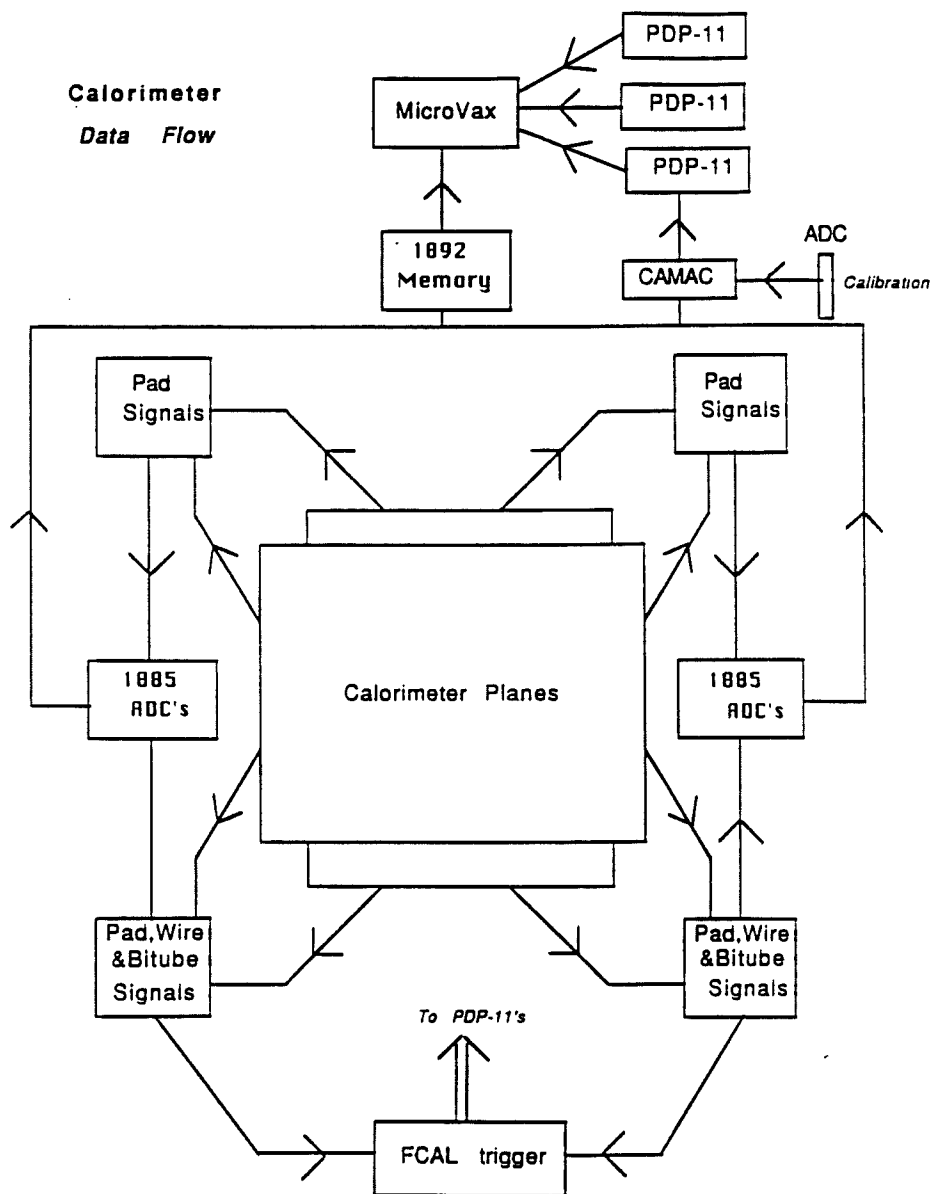 PDP-11
Calorimeter
Data Flow
MicroVax
PDP-11
PDP-11
1892
Memory
ADC
CAMAC
Calibration
Pad
Signals
Pad
Signals
1885
ADC's
Calorimeter Planes
1885
ADC's
Pad,Wire
&Bitube
Signals
Pad,Wire
&Bitube
Signals
To PDP-11's
FCAL trigger